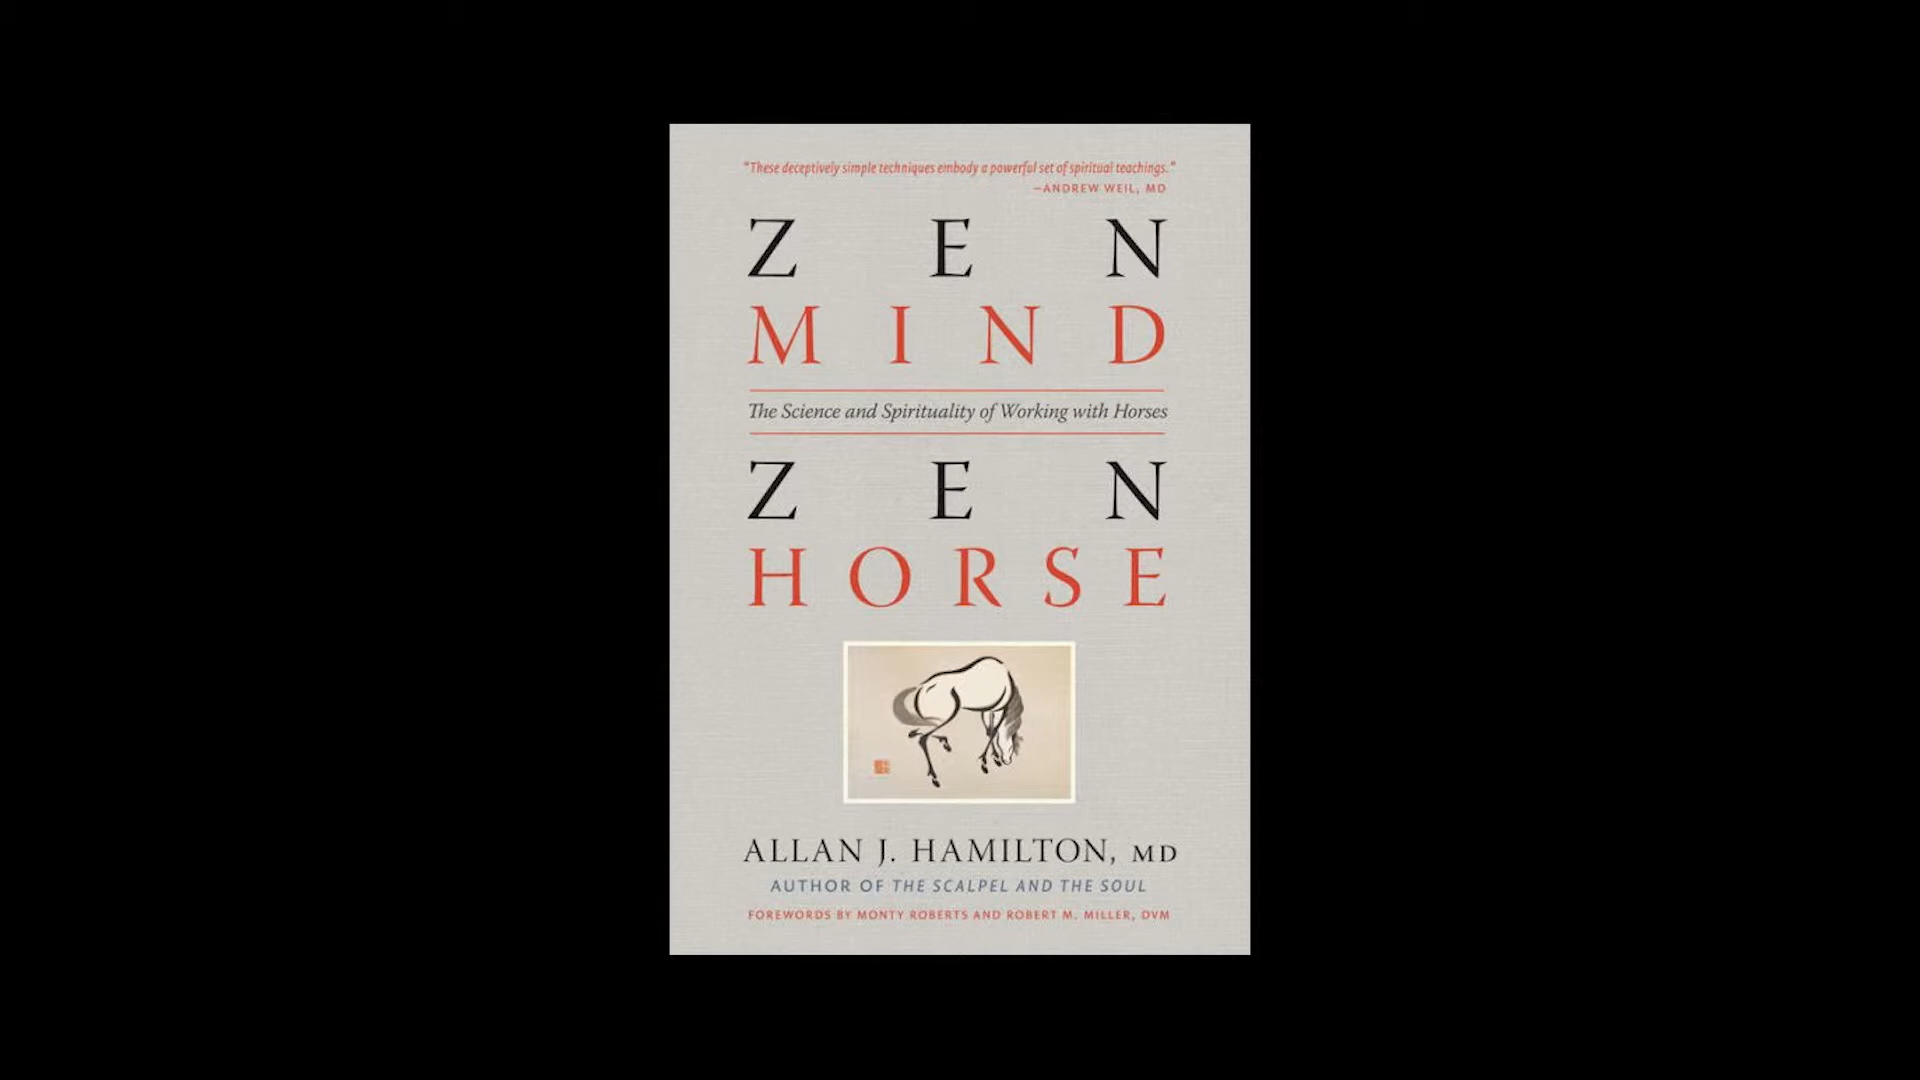 "These deceptively simple techniques embody a powerful set of spiritual teachings."
—ANDREW WEIL, MD
ZEN
MIND
The Science and Spirituality of Working with Horses
ZEN
HORSE
ALLAN J. HAMILTON, MD
AUTHOR OF THE SCALPEL AND THE SOUL
FOREWORDS BY MONTY ROBERTS AND ROBERT M. MILLER, DVM